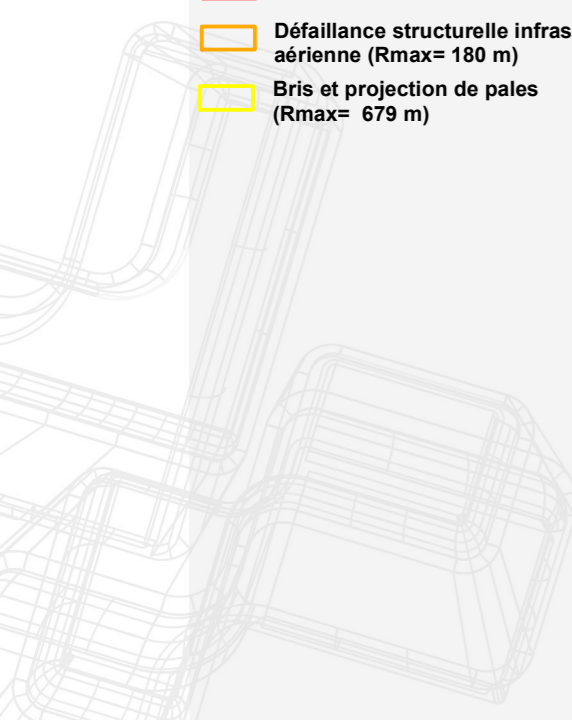 Défaillance structurelle infras
aérienne (Rmax= 180 m)
Bris et projection de pales
(Rmax=  679 m)